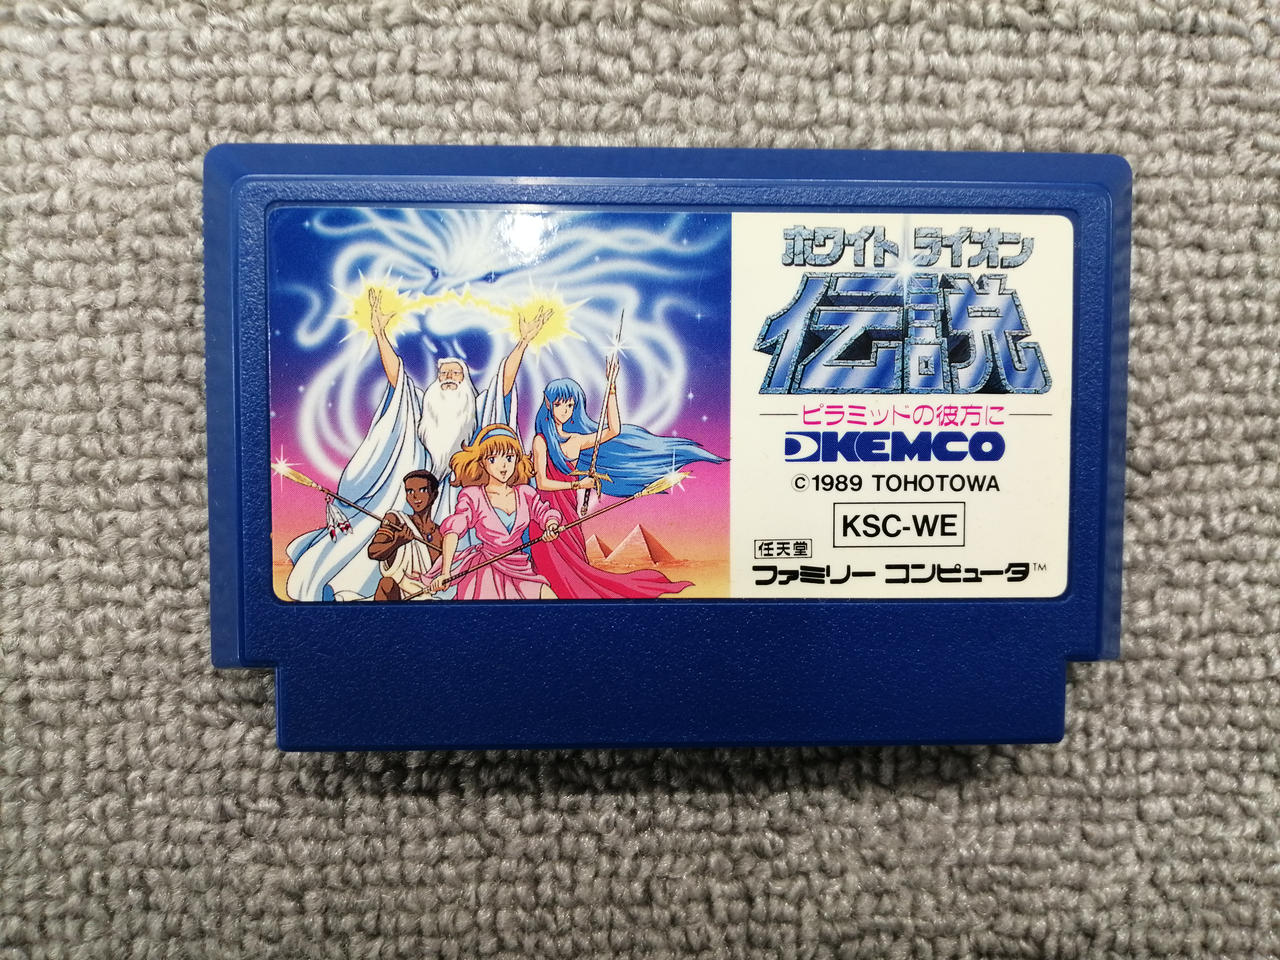 ホワイトライオン
伝説
ピラミッドの彼方に
KEMCO
©1989 TOHOTOWA
KSC-WE
任天堂
ファミリー コンピュータ™